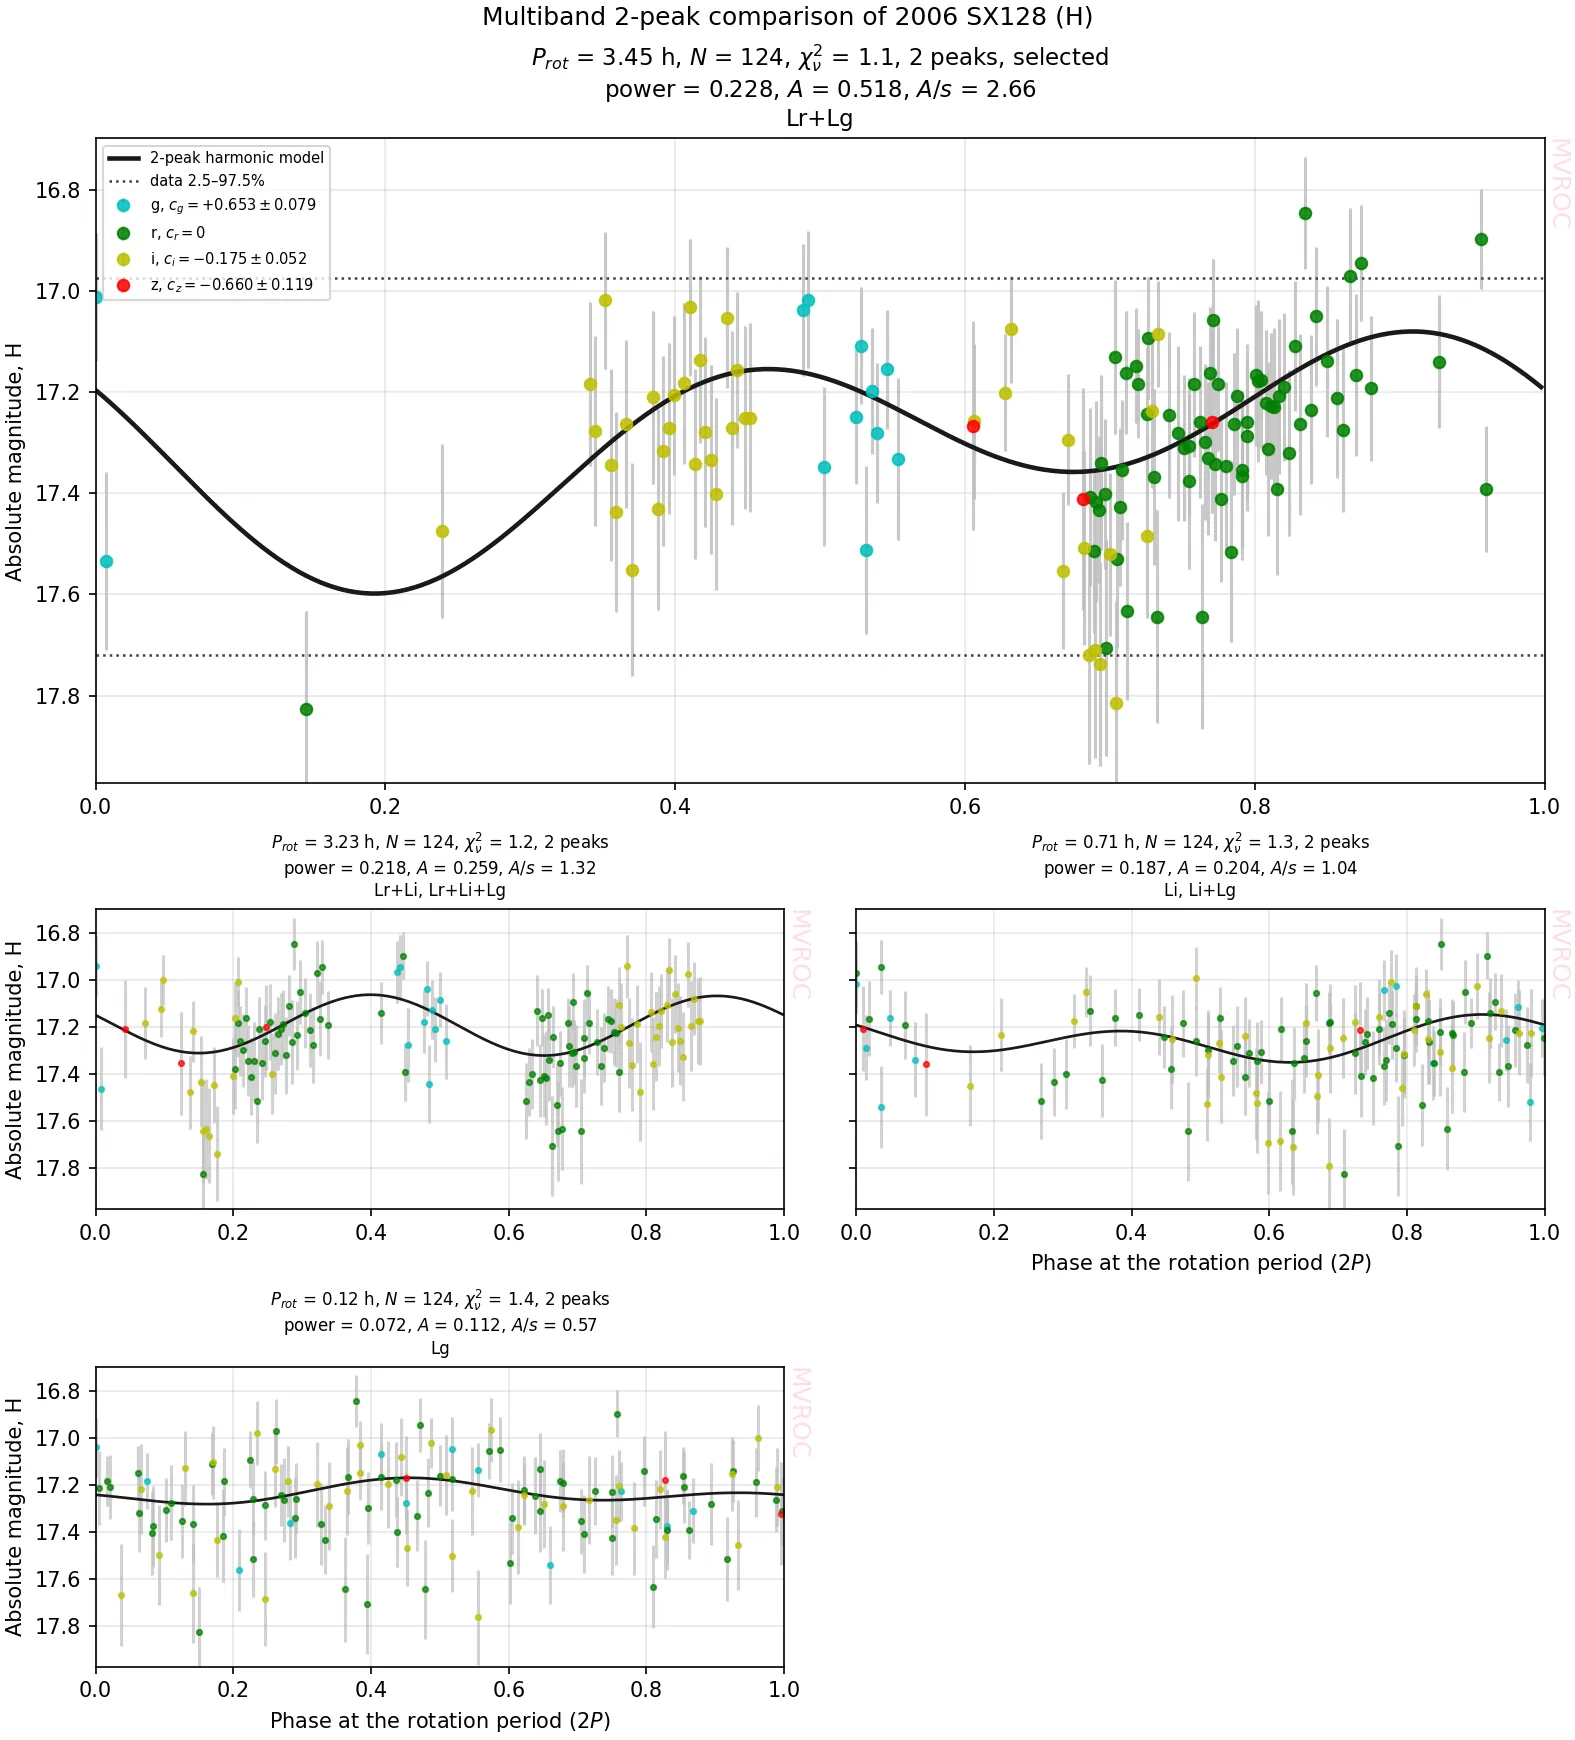 Multiband 2-peak comparison of 2006 SX128 (H)
P_rot = 3.45 h, N = 124, χ²_ν = 1.1, 2 peaks, selected
power = 0.228, A = 0.518, A/s = 2.66
Lr+Lg
2-peak harmonic model
data 2.5–97.5%
g, c_g = +0.653 ± 0.079
r, c_r = 0
i, c_i = −0.175 ± 0.052
z, c_z = −0.660 ± 0.119
Absolute magnitude, H
16.8
17.0
17.2
17.4
17.6
17.8
0.0 0.2 0.4 0.6 0.8 1.0
MVROC
P_rot = 3.23 h, N = 124, χ²_ν = 1.2, 2 peaks
power = 0.218, A = 0.259, A/s = 1.32
Lr+Li, Lr+Li+Lg
Absolute magnitude, H
16.8
17.0
17.2
17.4
17.6
17.8
0.0 0.2 0.4 0.6 0.8 1.0
MVROC
P_rot = 0.71 h, N = 124, χ²_ν = 1.3, 2 peaks
power = 0.187, A = 0.204, A/s = 1.04
Li, Li+Lg
0.0 0.2 0.4 0.6 0.8 1.0
Phase at the rotation period (2P)
MVROC
P_rot = 0.12 h, N = 124, χ²_ν = 1.4, 2 peaks
power = 0.072, A = 0.112, A/s = 0.57
Lg
Absolute magnitude, H
16.8
17.0
17.2
17.4
17.6
17.8
0.0 0.2 0.4 0.6 0.8 1.0
Phase at the rotation period (2P)
MVROC